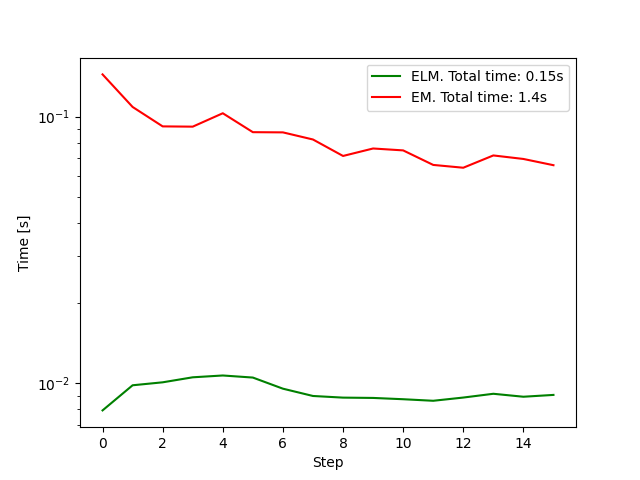 ELM. Total time: 0.15s
EM. Total time: 1.4s
10⁻¹
10⁻²
Time [s]
0 2 4 6 8 10 12 14
Step